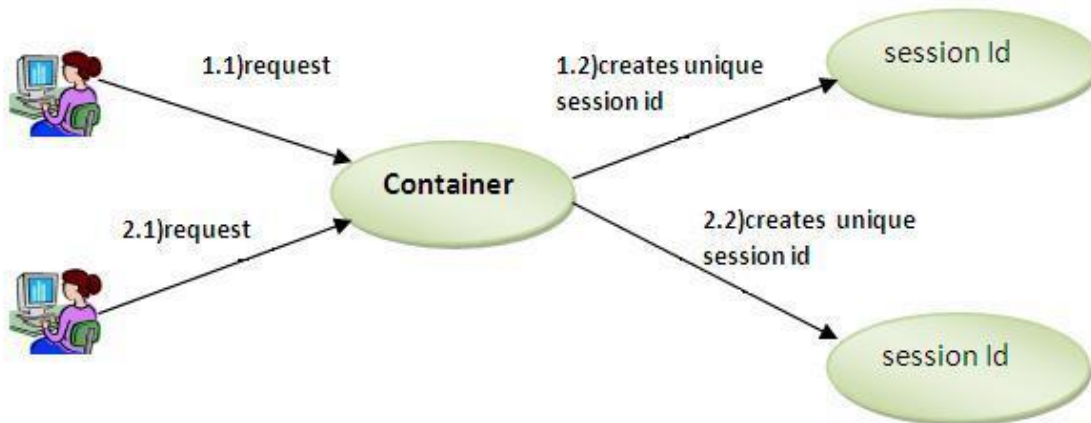 1.1)request
1.2)creates unique
session id
session Id
Container
2.1)request
2.2)creates unique
session id
session Id